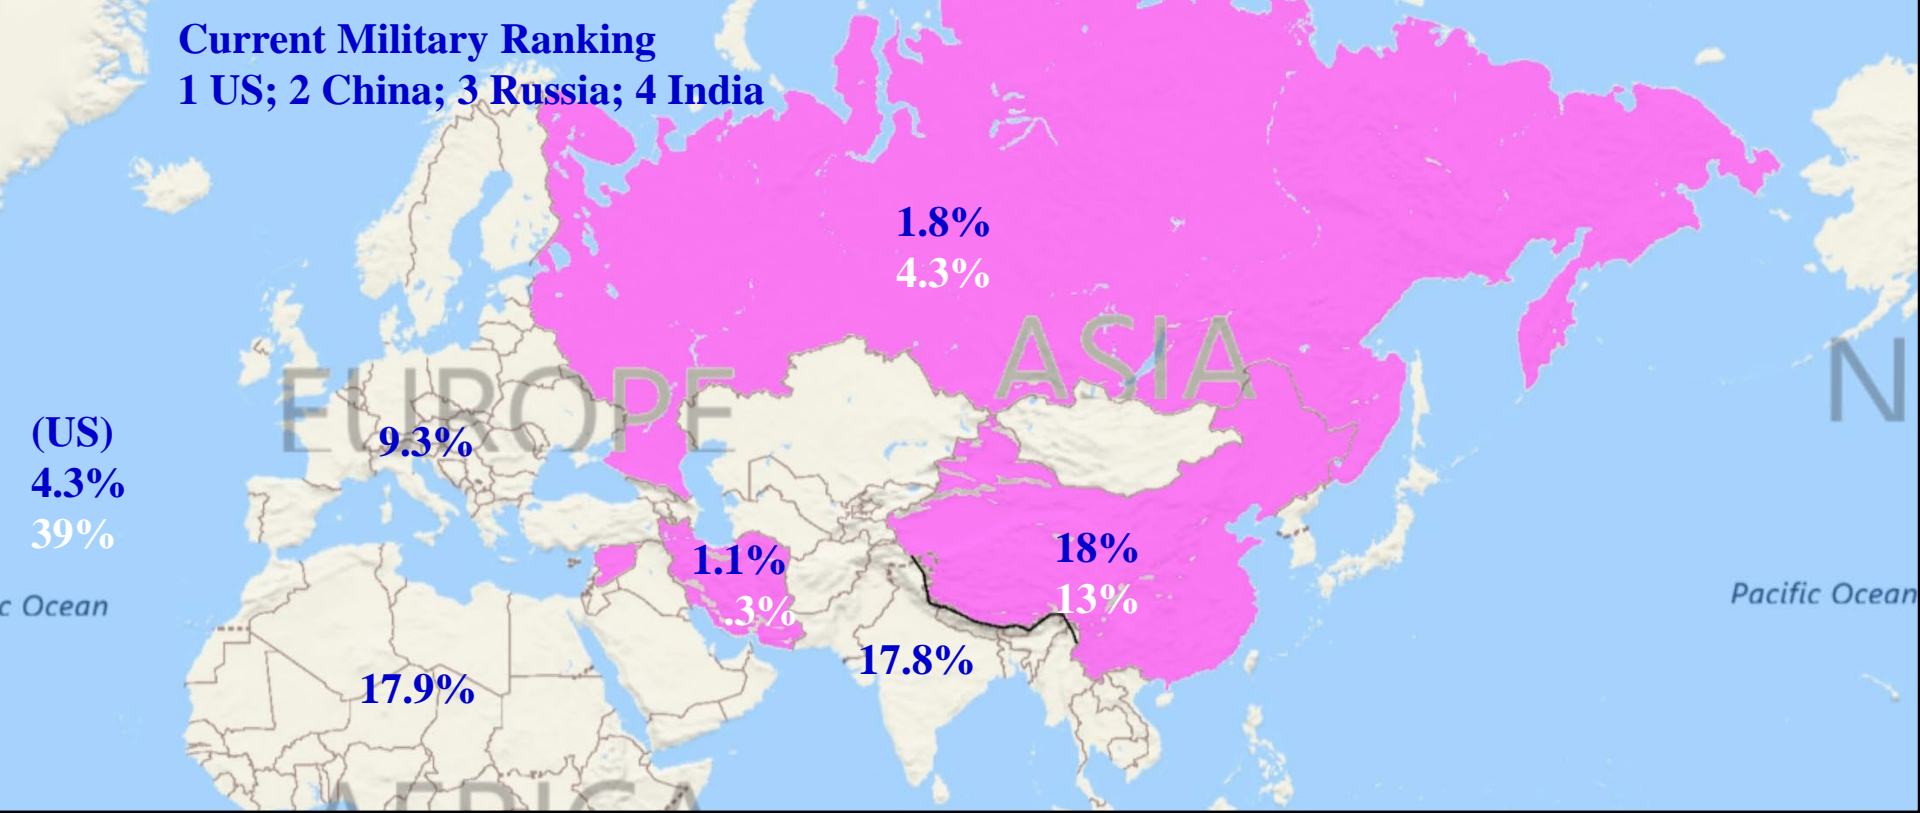 Current Military Ranking
1 US; 2 China; 3 Russia; 4 India
1.8%
4.3%
ASIA
EUROPE
N
9.3%
(US)
4.3%
39%
1.1%
.3%
18%
13%
c Ocean
Pacific Ocean
17.8%
17.9%
AFRICA